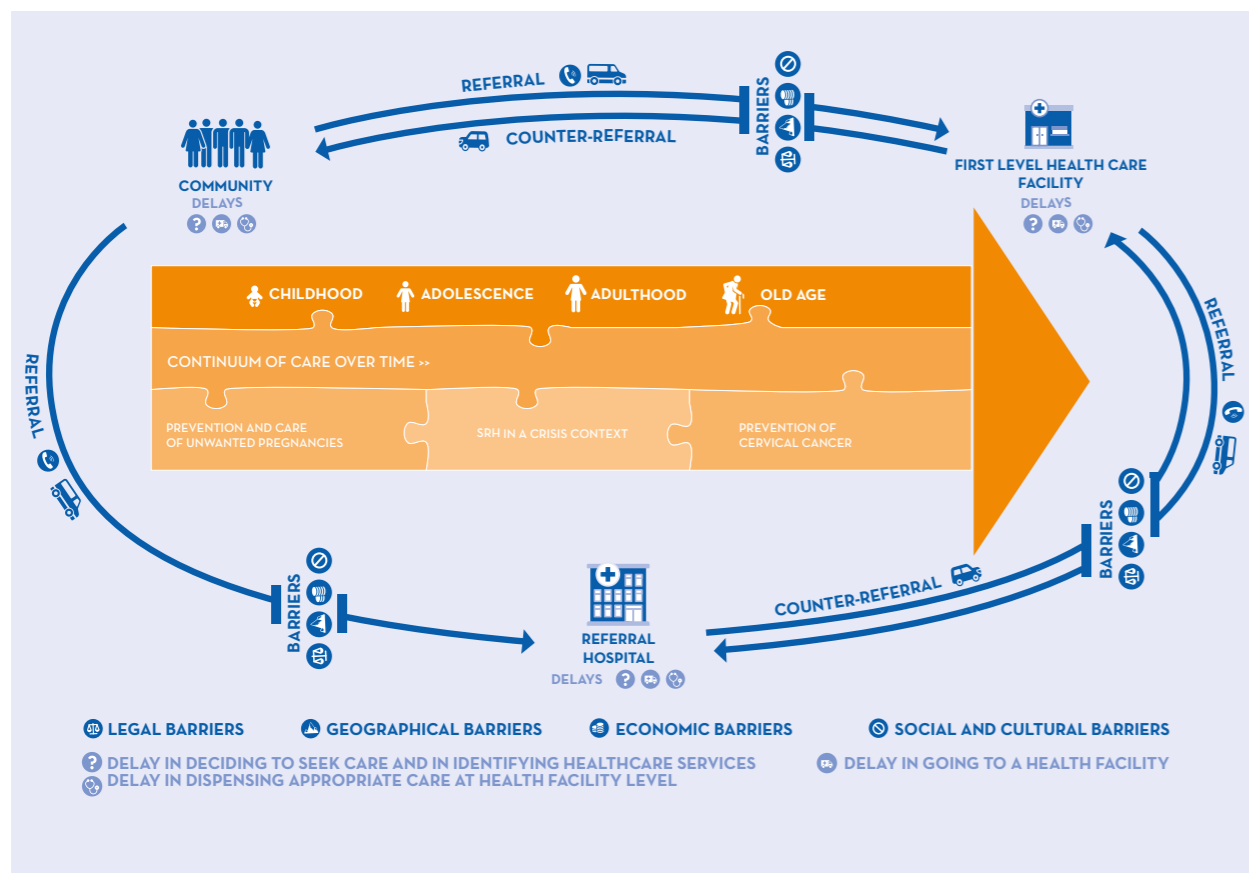 REFERRAL
COUNTER-REFERRAL
BARRIERS
COMMUNITY
DELAYS
?
FIRST LEVEL HEALTH CARE
FACILITY
DELAYS
?
CHILDHOOD
ADOLESCENCE
ADULTHOOD
OLD AGE
CONTINUUM OF CARE OVER TIME >>
PREVENTION AND CARE
OF UNWANTED PREGNANCIES
SRH IN A CRISIS CONTEXT
PREVENTION OF
CERVICAL CANCER
REFERRAL
REFERRAL
BARRIERS
BARRIERS
COUNTER-REFERRAL
REFERRAL
HOSPITAL
DELAYS ?
LEGAL BARRIERS
GEOGRAPHICAL BARRIERS
ECONOMIC BARRIERS
SOCIAL AND CULTURAL BARRIERS
? DELAY IN DECIDING TO SEEK CARE AND IN IDENTIFYING HEALTHCARE SERVICES
DELAY IN GOING TO A HEALTH FACILITY
DELAY IN DISPENSING APPROPRIATE CARE AT HEALTH FACILITY LEVEL